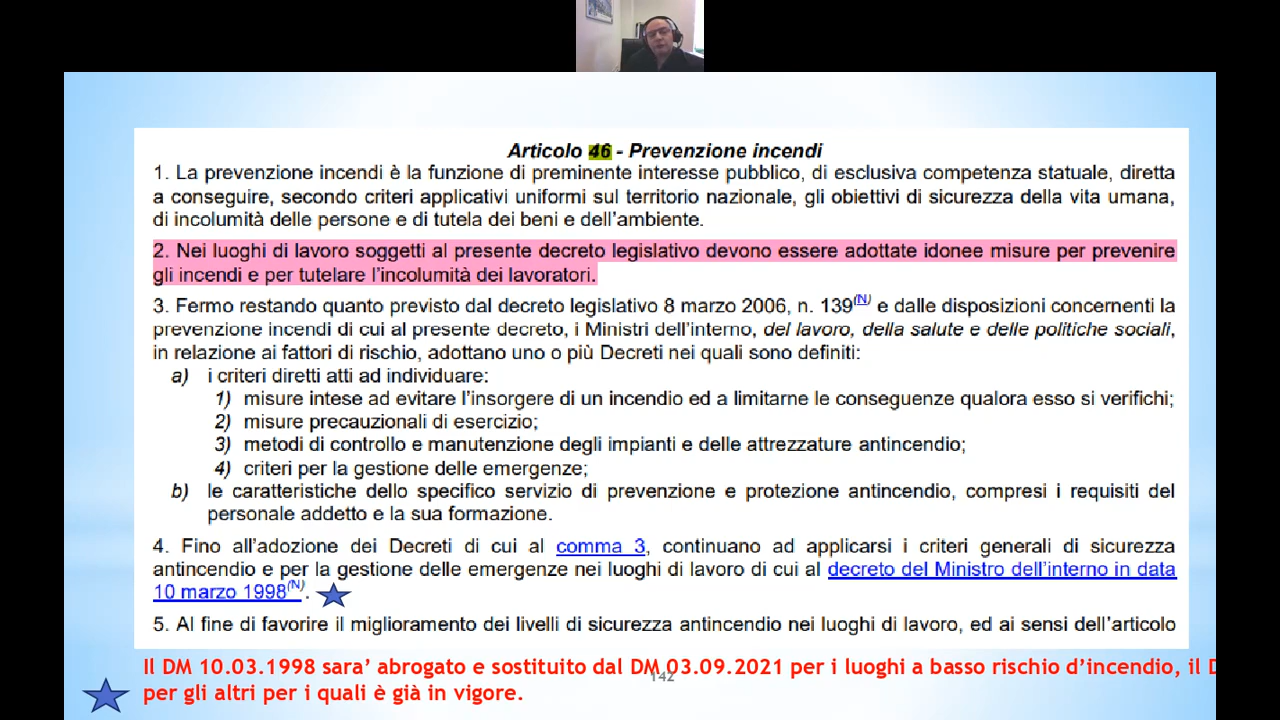 Articolo 46 - Prevenzione incendi
1. La prevenzione incendi è la funzione di preminente interesse pubblico, di esclusiva competenza statuale, diretta
a conseguire, secondo criteri applicativi uniformi sul territorio nazionale, gli obiettivi di sicurezza della vita umana,
di incolumità delle persone e di tutela dei beni e dell'ambiente.
2. Nei luoghi di lavoro soggetti al presente decreto legislativo devono essere adottate idonee misure per prevenire
gli incendi e per tutelare l'incolumità dei lavoratori.
3. Fermo restando quanto previsto dal decreto legislativo 8 marzo 2006, n. 139(N) e dalle disposizioni concernenti la
prevenzione incendi di cui al presente decreto, i Ministri dell'interno, del lavoro, della salute e delle politiche sociali,
in relazione ai fattori di rischio, adottano uno o più Decreti nei quali sono definiti:
a) i criteri diretti atti ad individuare:
1) misure intese ad evitare l'insorgere di un incendio ed a limitarne le conseguenze qualora esso si verifichi;
2) misure precauzionali di esercizio;
3) metodi di controllo e manutenzione degli impianti e delle attrezzature antincendio;
4) criteri per la gestione delle emergenze;
b) le caratteristiche dello specifico servizio di prevenzione e protezione antincendio, compresi i requisiti del
personale addetto e la sua formazione.
4. Fino all'adozione dei Decreti di cui al comma 3, continuano ad applicarsi i criteri generali di sicurezza
antincendio e per la gestione delle emergenze nei luoghi di lavoro di cui al decreto del Ministro dell'interno in data
10 marzo 1998(N).
5. Al fine di favorire il miglioramento dei livelli di sicurezza antincendio nei luoghi di lavoro, ed ai sensi dell'articolo
Il DM 10.03.1998 sara' abrogato e sostituito dal DM 03.09.2021 per i luoghi a basso rischio d'incendio, il
142
per gli altri per i quali è già in vigore.